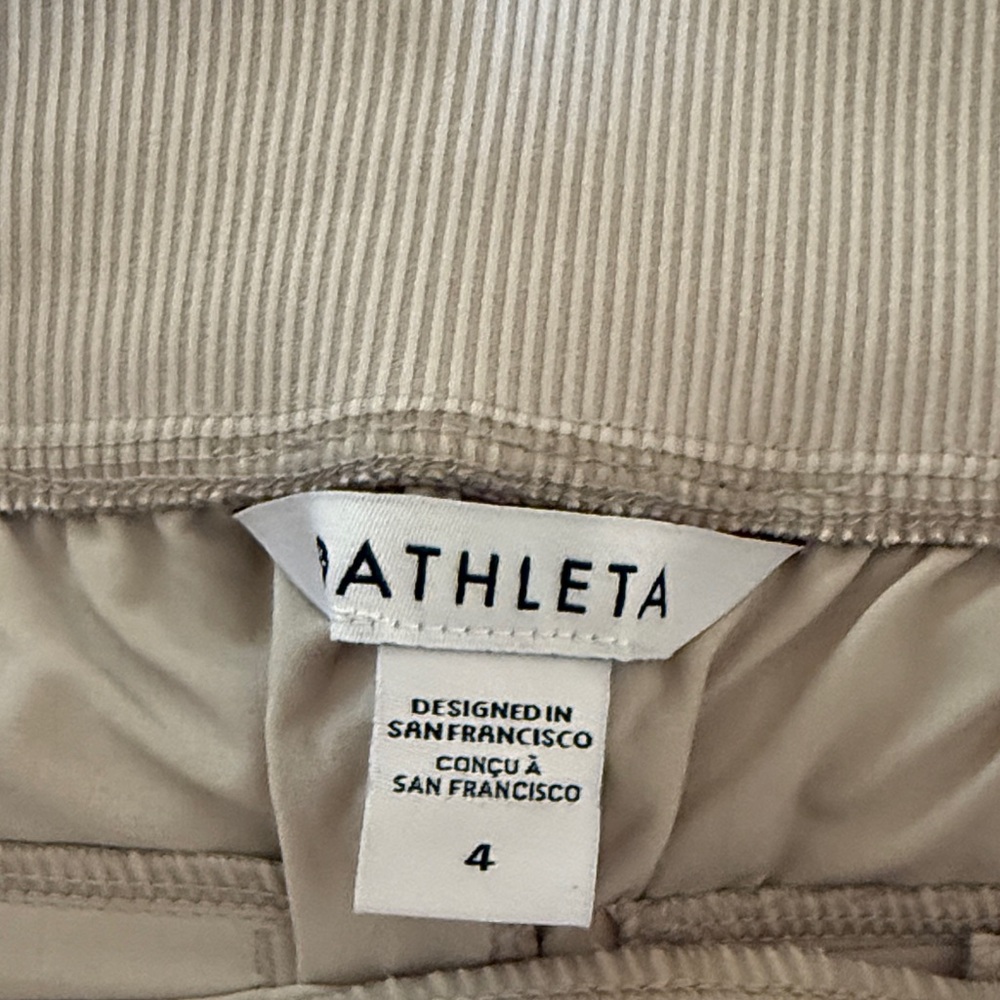 ATHLETA
DESIGNED IN
SAN FRANCISCO
CONÇU À
SAN FRANCISCO
4